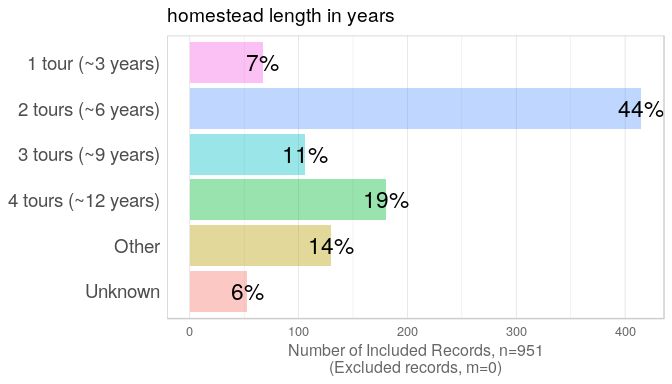 homestead length in years
1 tour (~3 years) 7%
2 tours (~6 years) 44%
3 tours (~9 years) 11%
4 tours (~12 years) 19%
Other 14%
Unknown 6%
0 100 200 300 400
Number of Included Records, n=951
(Excluded records, m=0)